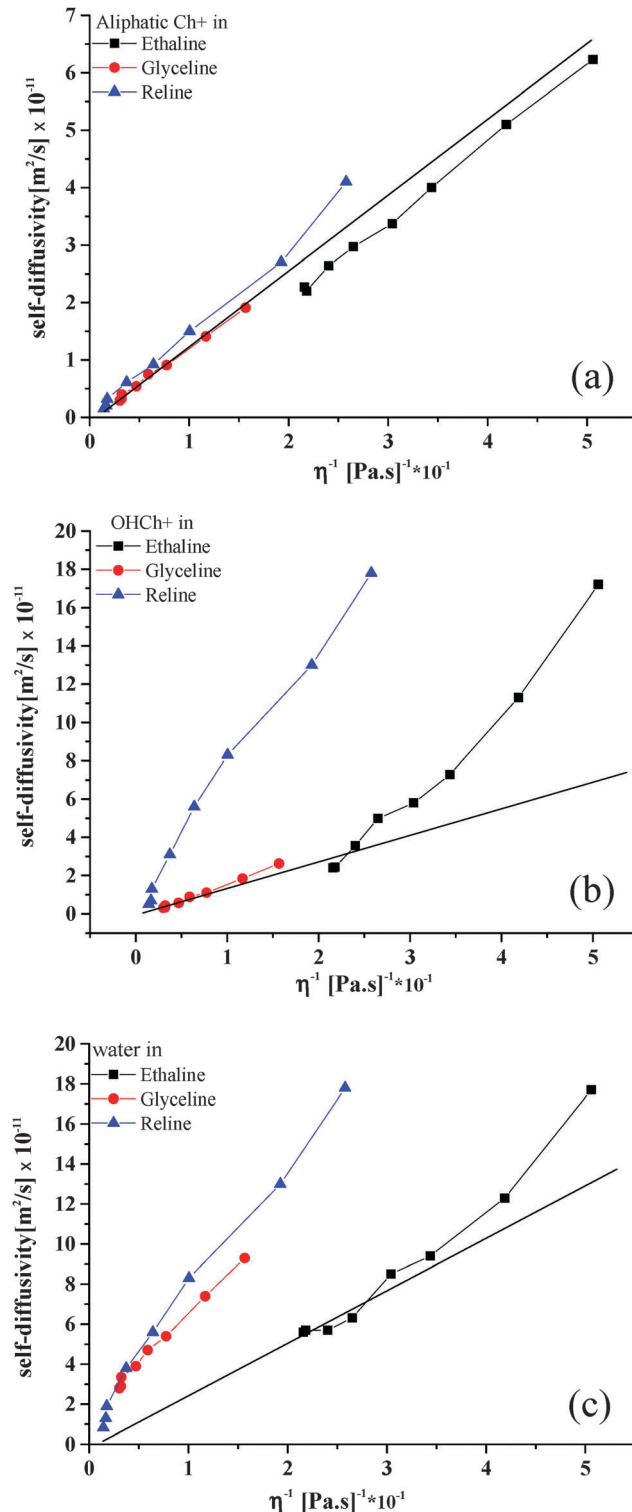 Aliphatic Ch+ in
Ethaline
Glyceline
Reline
7
6
5
4
3
2
1
0
self-diffusivity[m²/s] x 10⁻¹¹
(a)
0 1 2 3 4 5
η⁻¹ [Pa.s]⁻¹*10⁻¹
OHCh+ in
Ethaline
Glyceline
Reline
20
18
16
14
12
10
8
6
4
2
0
self-diffusivity[m²/s] x 10⁻¹¹
(b)
0 1 2 3 4 5
η⁻¹ [Pa.s]⁻¹*10⁻¹
water in
Ethaline
Glyceline
Reline
20
18
16
14
12
10
8
6
4
2
0
self-diffusivity[m²/s] x 10⁻¹¹
(c)
0 1 2 3 4 5
η⁻¹ [Pa.s]⁻¹*10⁻¹